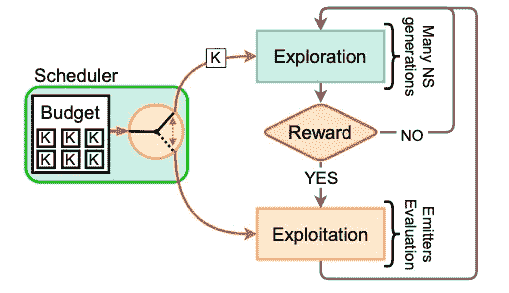 Scheduler
Budget
K K K
K K K
K
Exploration
Many NS
generations
Reward
NO
YES
Exploitation
Emitters
Evaluation